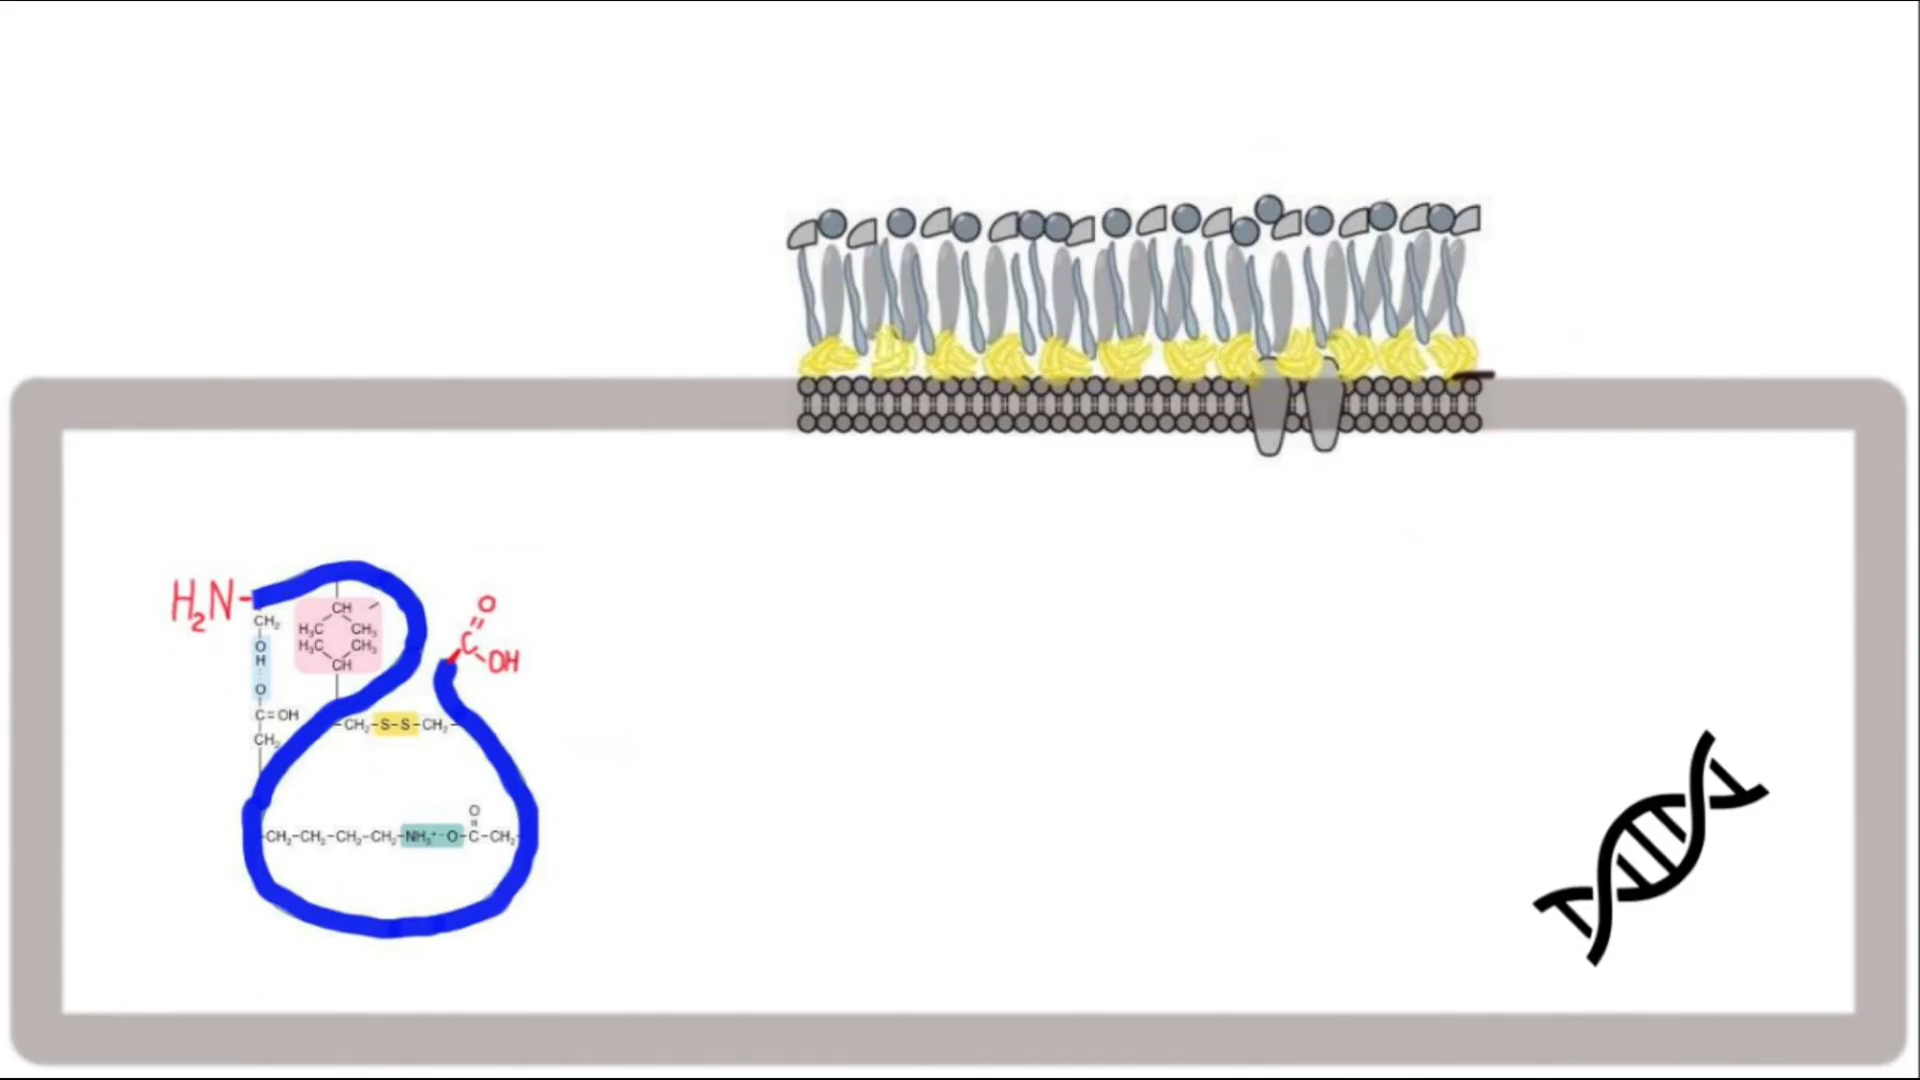 H₂N-
CH₂
O
H
O
C=OH
CH₂
CH
H₃C CH₃
H₃C CH₃
CH
O
C
OH
CH₂-S-S-CH₂
O
CH₂-CH₂-CH₂-CH₂-NH₃⁺ ⁻O-C-CH₂